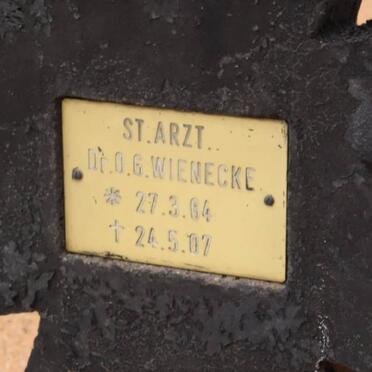 ST. ARZT..
Dr. O.G. WIENECKE
* 27.3.64
† 24.5.07